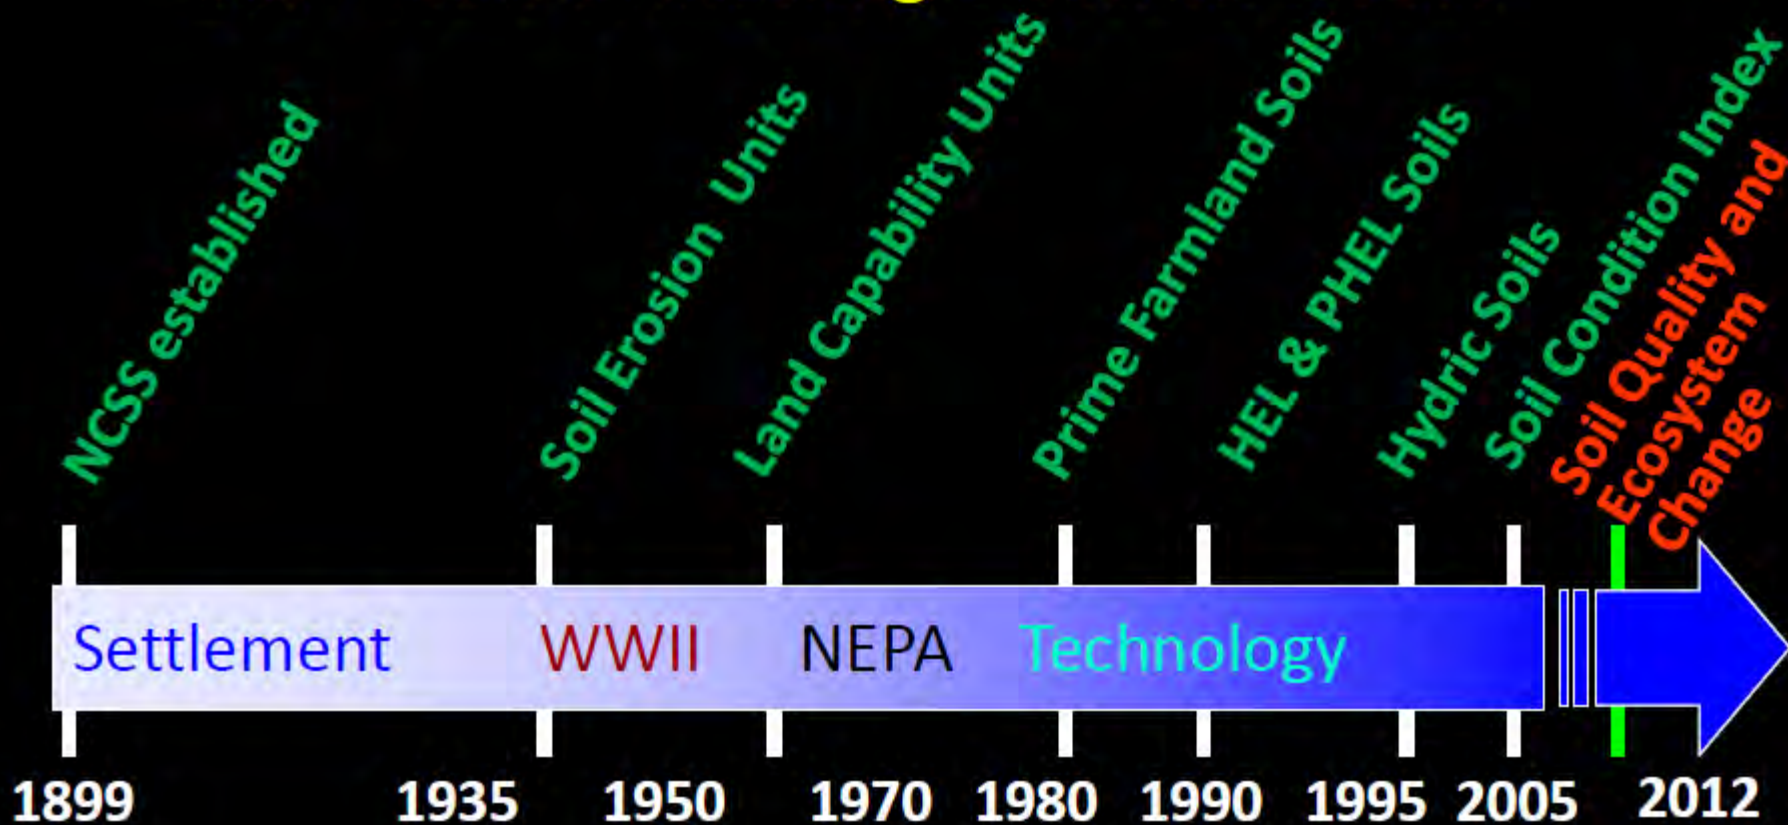 NCSS established
Soil Erosion Units
Land Capability Units
Prime Farmland Soils
HEL & PHEL Soils
Hydric Soils
Soil Condition Index
Soil Quality and
Ecosystem
Change
Settlement
WWII
NEPA
Technology
1899
1935
1950
1970
1980
1990
1995
2005
2012